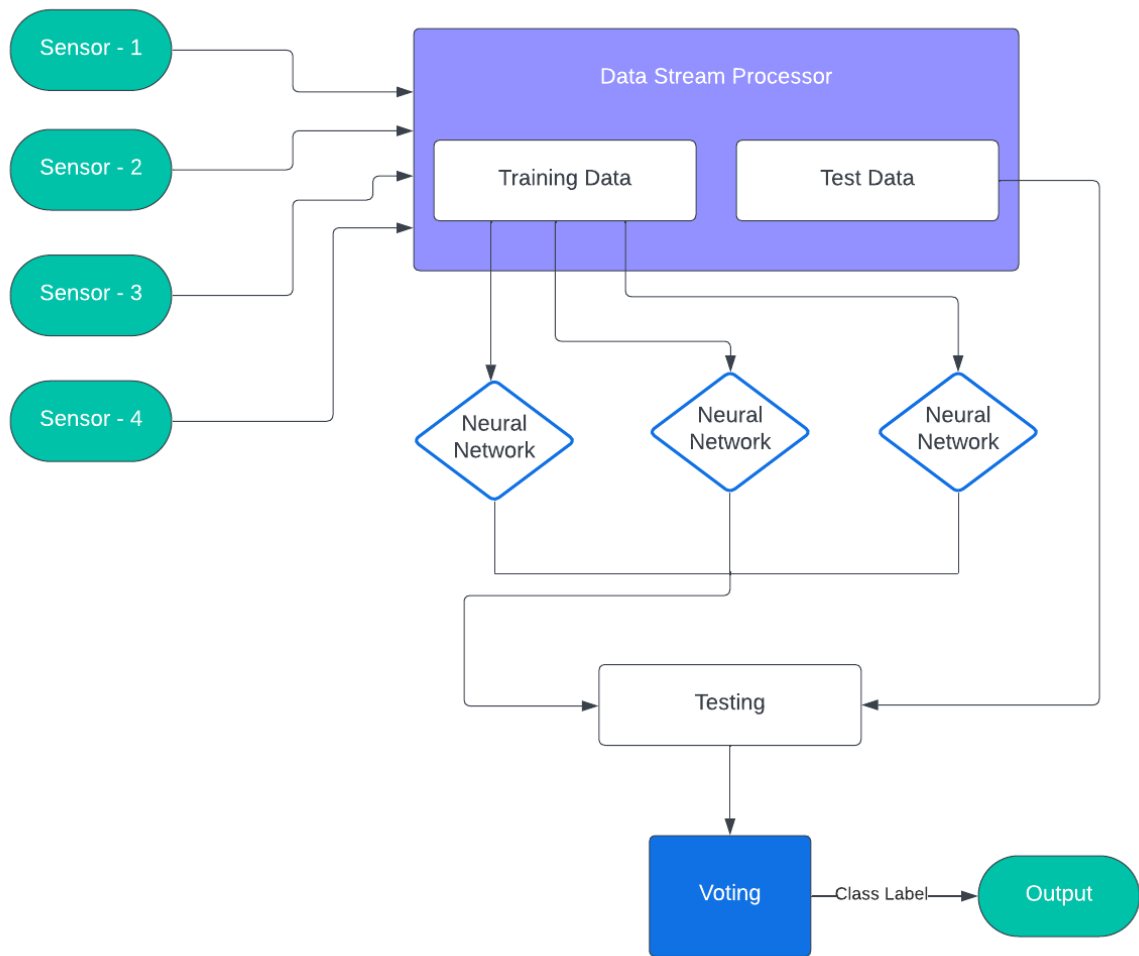 Sensor - 1
Sensor - 2
Sensor - 3
Sensor - 4
Data Stream Processor
Training Data
Test Data
Neural
Network
Neural
Network
Neural
Network
Testing
Voting
Class Label
Output